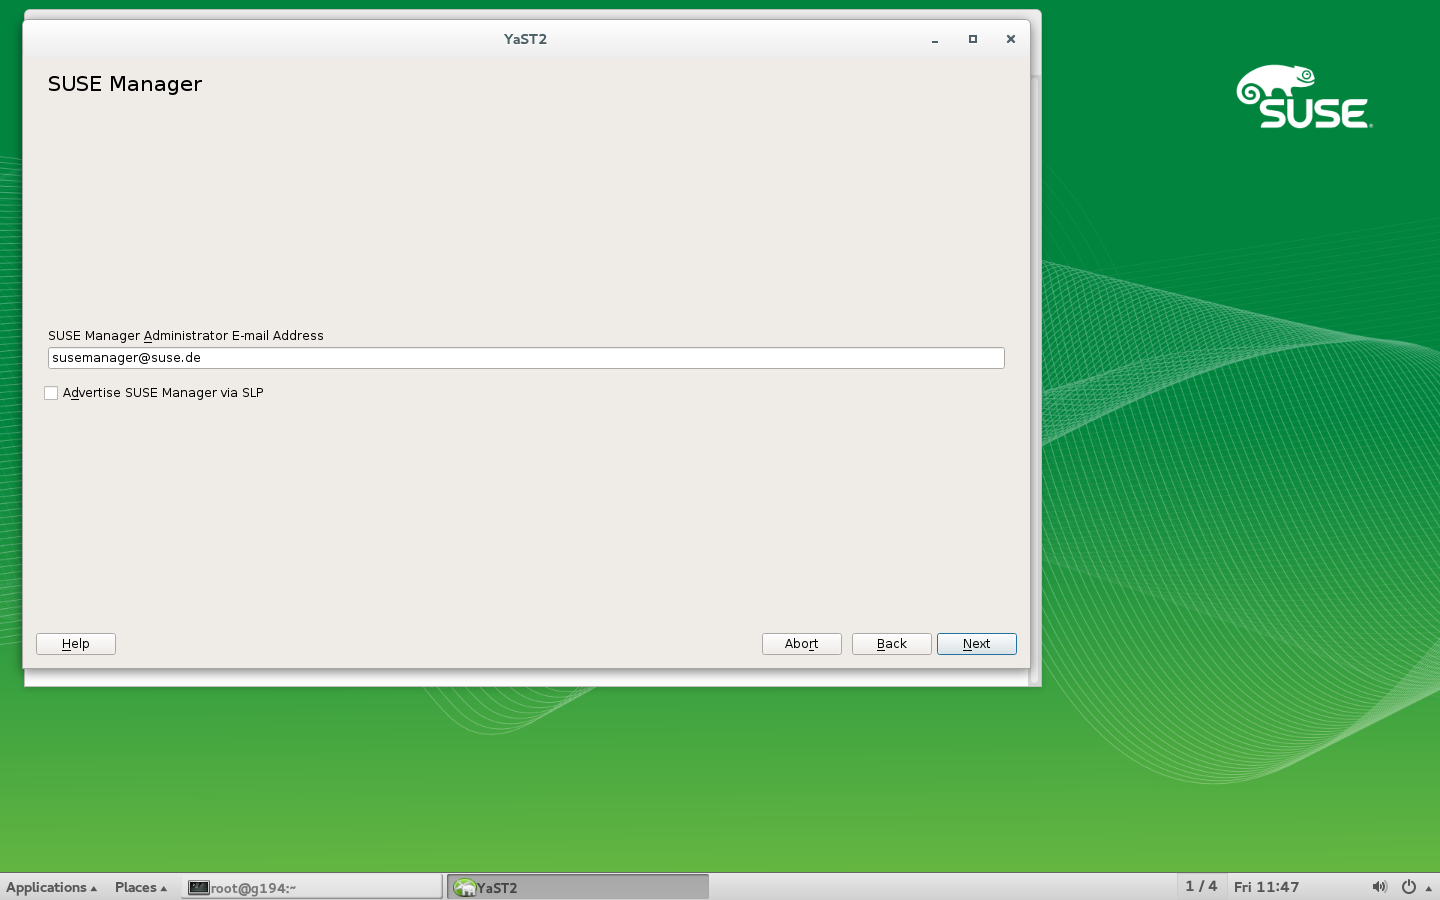 YaST2
SUSE Manager
SUSE
SUSE Manager Administrator E-mail Address
susemanager@suse.de
Advertise SUSE Manager via SLP
Help
Abort
Back
Next
Applications
Places
root@g194:~
YaST2
1 / 4
Fri 11:47